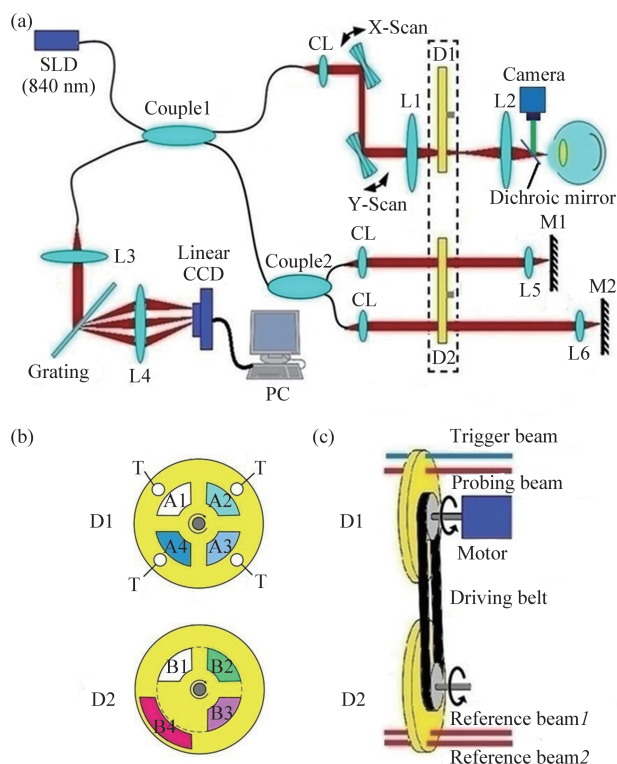 (a)
SLD
(840 nm)
Couple1
CL
X-Scan
Y-Scan
L1
D1
L2
Camera
Dichroic mirror
M1
CL
L5
Couple2
CL
D2
M2
L6
L3
Linear
CCD
Grating
L4
PC
(b)
T
T
A1
A2
D1
A4
A3
T
T
B1
B2
D2
B4
B3
(c)
Trigger beam
Probing beam
D1
Motor
Driving belt
D2
Reference beam1
Reference beam2